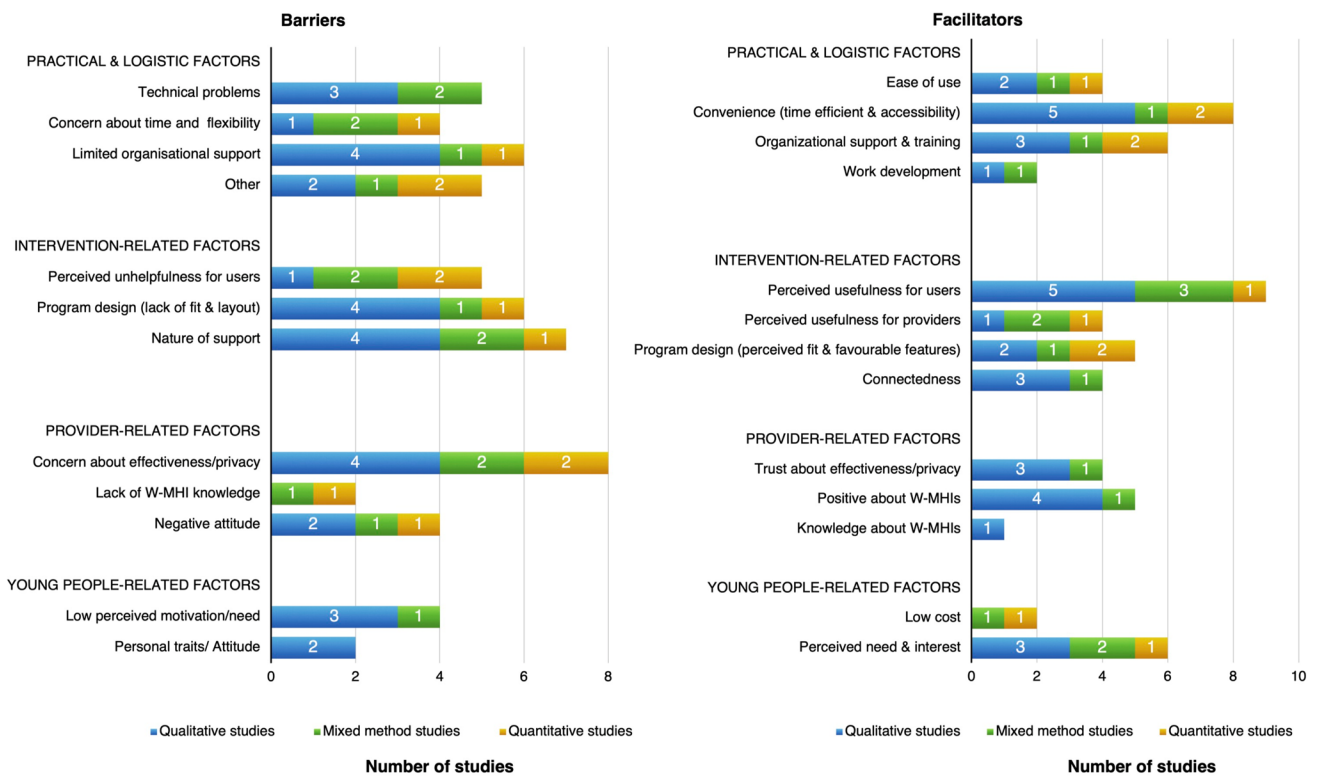 Barriers
PRACTICAL & LOGISTIC FACTORS
Technical problems 3 2
Concern about time and flexibility 1 2 1
Limited organisational support 4 1 1
Other 2 1 2
INTERVENTION-RELATED FACTORS
Perceived unhelpfulness for users 1 2 2
Program design (lack of fit & layout) 4 1 1
Nature of support 4 2 1
PROVIDER-RELATED FACTORS
Concern about effectiveness/privacy 4 2 2
Lack of W-MHI knowledge 1 1
Negative attitude 2 1 1
YOUNG PEOPLE-RELATED FACTORS
Low perceived motivation/need 3 1
Personal traits/ Attitude 2
0 2 4 6 8
Qualitative studies Mixed method studies Quantitative studies
Number of studies
Facilitators
PRACTICAL & LOGISTIC FACTORS
Ease of use 2 1 1
Convenience (time efficient & accessibility) 5 1 2
Organizational support & training 3 1 2
Work development 1 1
INTERVENTION-RELATED FACTORS
Perceived usefulness for users 5 3 1
Perceived usefulness for providers 1 2 1
Program design (perceived fit & favourable features) 2 1 2
Connectedness 3 1
PROVIDER-RELATED FACTORS
Trust about effectiveness/privacy 3 1
Positive about W-MHIs 4 1
Knowledge about W-MHIs 1
YOUNG PEOPLE-RELATED FACTORS
Low cost 1 1
Perceived need & interest 3 2 1
0 2 4 6 8 10
Qualitative studies Mixed method studies Quantitative studies
Number of studies